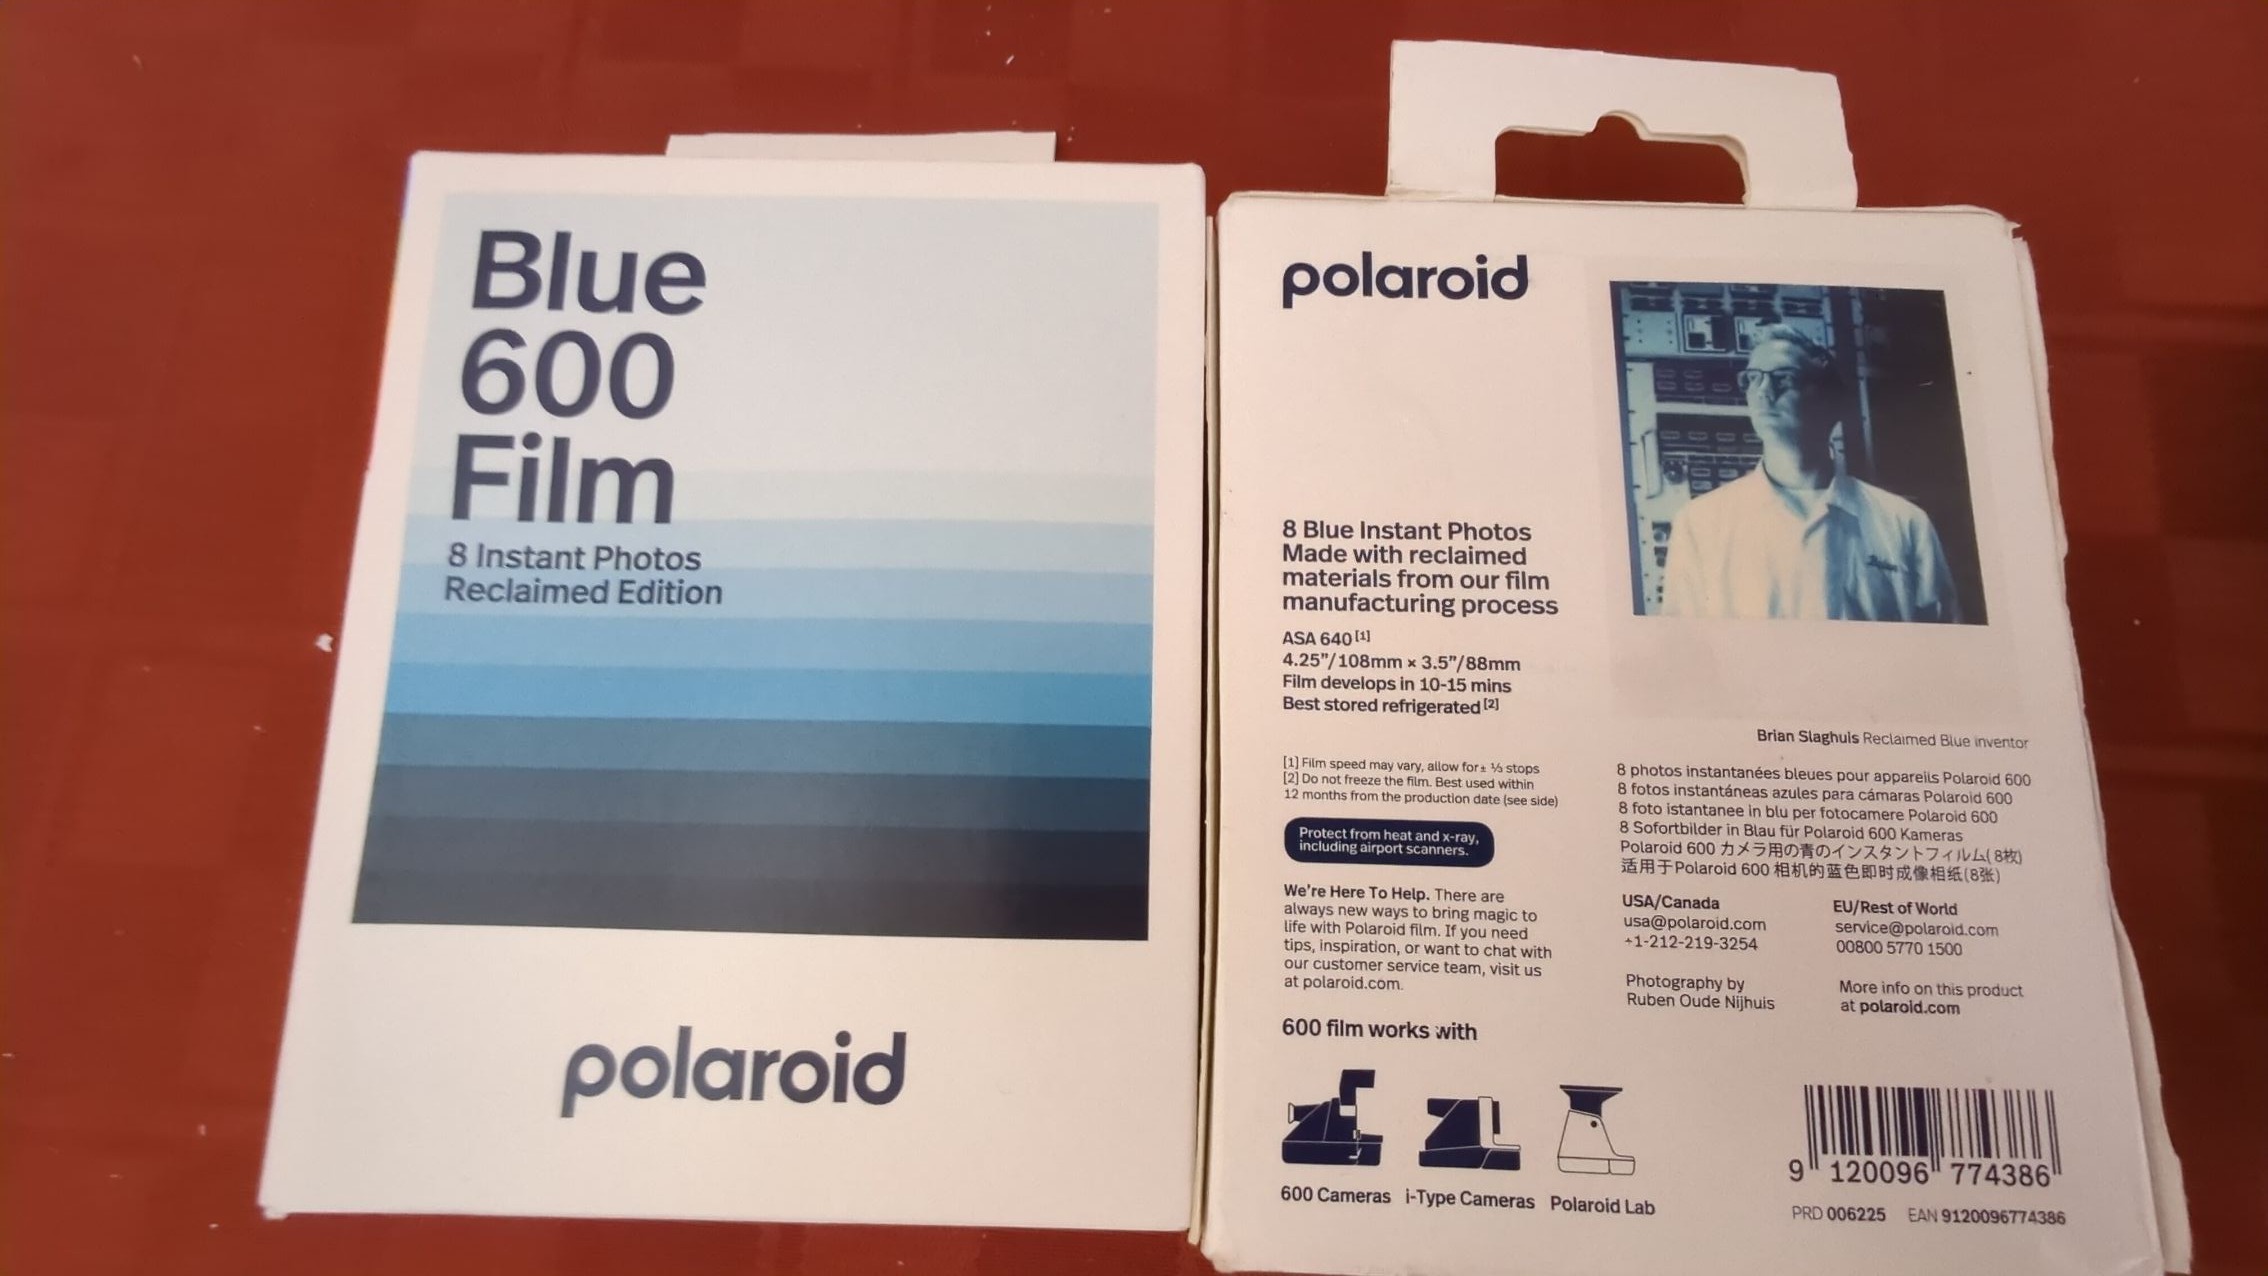 Blue
600
Film
8 Instant Photos
Reclaimed Edition
polaroid
polaroid
8 Blue Instant Photos
Made with reclaimed
materials from our film
manufacturing process
ASA 640 [1]
4.25"/108mm × 3.5"/88mm
Film develops in 10-15 mins
Best stored refrigerated [2]
[1] Film speed may vary, allow for ± ⅓ stops
[2] Do not freeze the film. Best used within
12 months from the production date (see side)
Protect from heat and x-ray,
including airport scanners.
We're Here To Help. There are
always new ways to bring magic to
life with Polaroid film. If you need
tips, inspiration, or want to chat with
our customer service team, visit us
at polaroid.com.
600 film works with
600 Cameras i-Type Cameras Polaroid Lab
Brian Slaghuis Reclaimed Blue inventor
8 photos instantanées bleues pour appareils Polaroid 600
8 fotos instantáneas azules para cámaras Polaroid 600
8 foto istantanee in blu per fotocamere Polaroid 600
8 Sofortbilder in Blau für Polaroid 600 Kameras
Polaroid 600 カメラ用の青のインスタントフィルム(8枚)
适用于Polaroid 600 相机的蓝色即时成像相纸(8张)
USA/Canada
usa@polaroid.com
+1-212-219-3254
EU/Rest of World
service@polaroid.com
00800 5770 1500
Photography by
Ruben Oude Nijhuis
More info on this product
at polaroid.com
9 120096 774386
PRD 006225 EAN 9120096774386